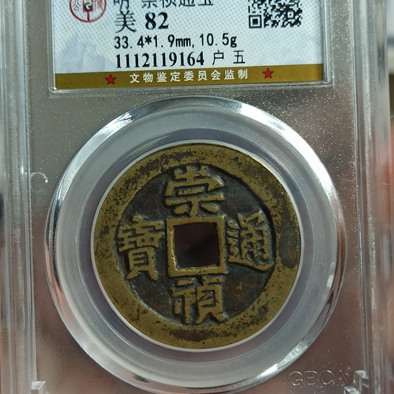 明 崇祯通宝
美 82
33.4*1.9mm,10.5g
1112119164 户 五
★ 文物鉴定委员会监制 ★
崇
寶 通
禎
GBCA